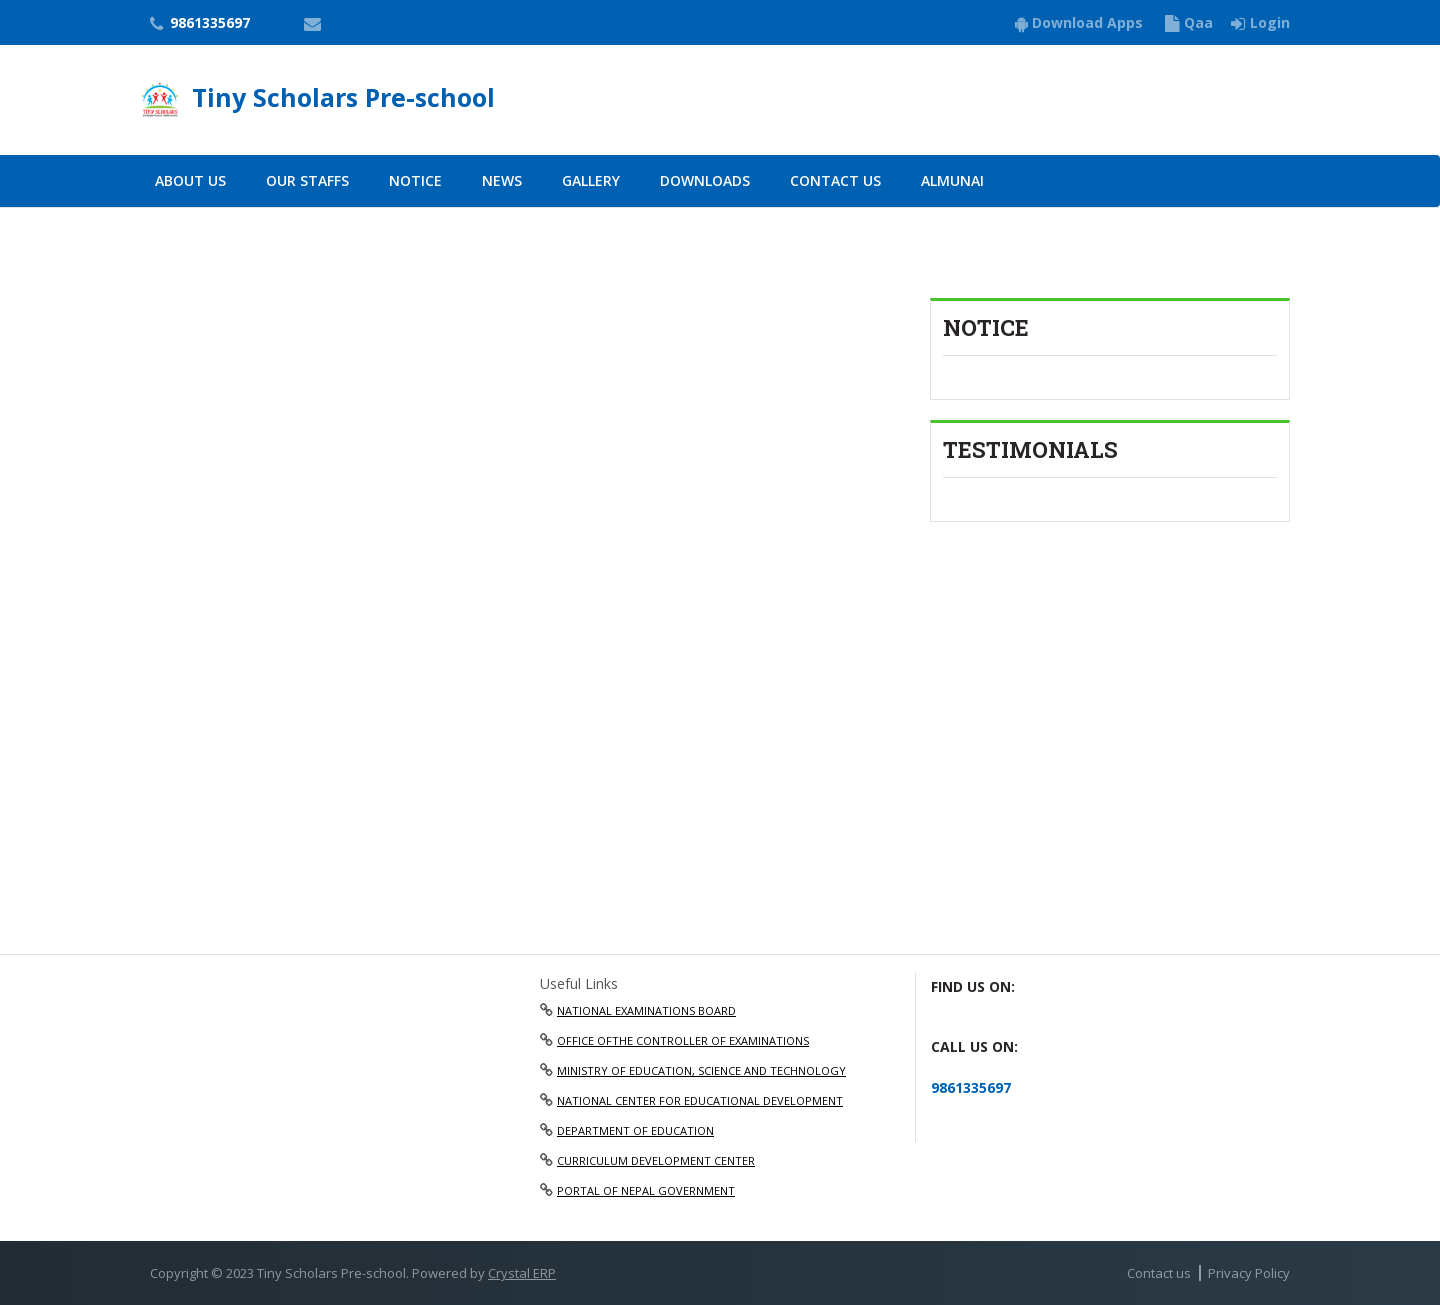 9861335697
Download Apps Qaa Login
TINY SCHOLARS
Tiny Scholars Pre-school
ABOUT US OUR STAFFS NOTICE NEWS GALLERY DOWNLOADS CONTACT US ALMUNAI
NOTICE
TESTIMONIALS
Useful Links
NATIONAL EXAMINATIONS BOARD
OFFICE OFTHE CONTROLLER OF EXAMINATIONS
MINISTRY OF EDUCATION, SCIENCE AND TECHNOLOGY
NATIONAL CENTER FOR EDUCATIONAL DEVELOPMENT
DEPARTMENT OF EDUCATION
CURRICULUM DEVELOPMENT CENTER
PORTAL OF NEPAL GOVERNMENT
FIND US ON:
CALL US ON:
9861335697
Copyright © 2023 Tiny Scholars Pre-school. Powered by Crystal ERP
Contact us | Privacy Policy